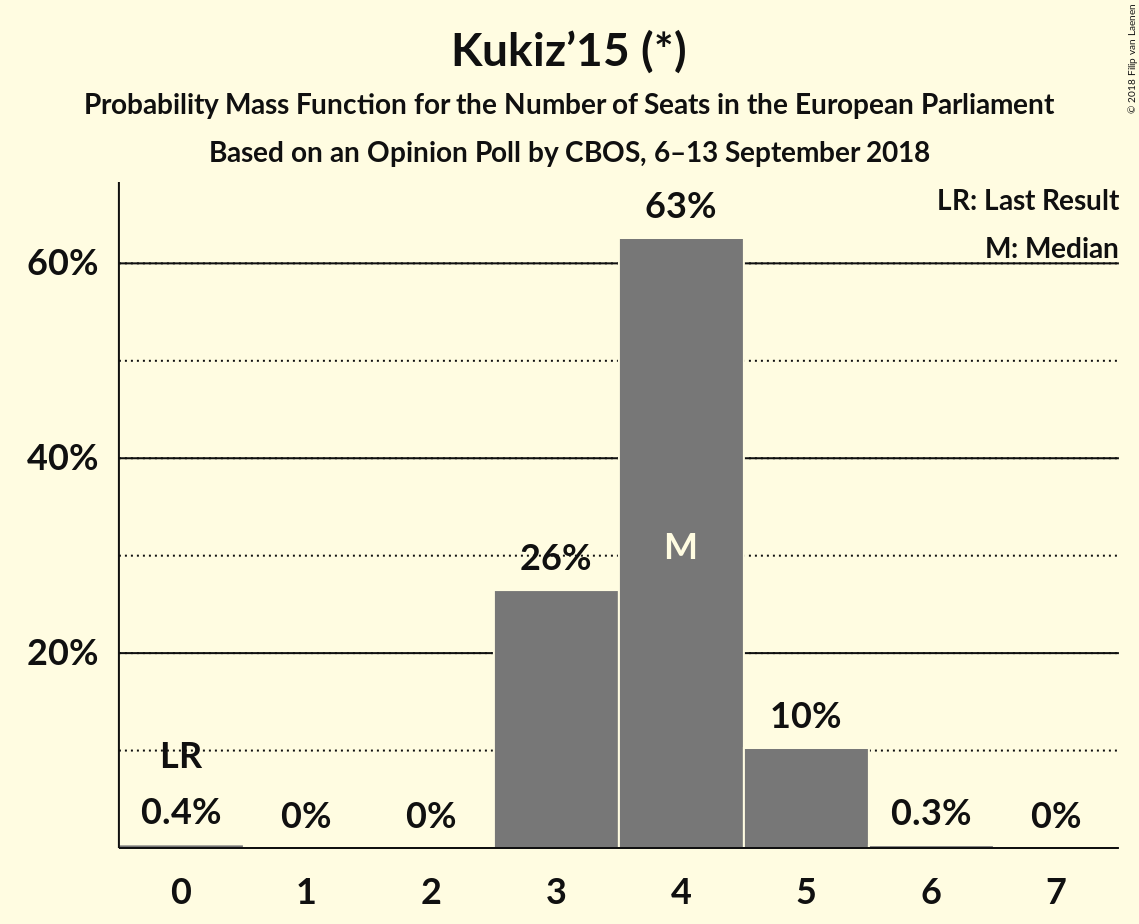 Kukiz’15 (*)
Probability Mass Function for the Number of Seats in the European Parliament
Based on an Opinion Poll by CBOS, 6–13 September 2018
© 2018 Filip van Laenen
LR: Last Result
M: Median
63%
60%
40%
26%
M
20%
10%
LR
0.4%
0%
0%
0.3%
0%
0 1 2 3 4 5 6 7